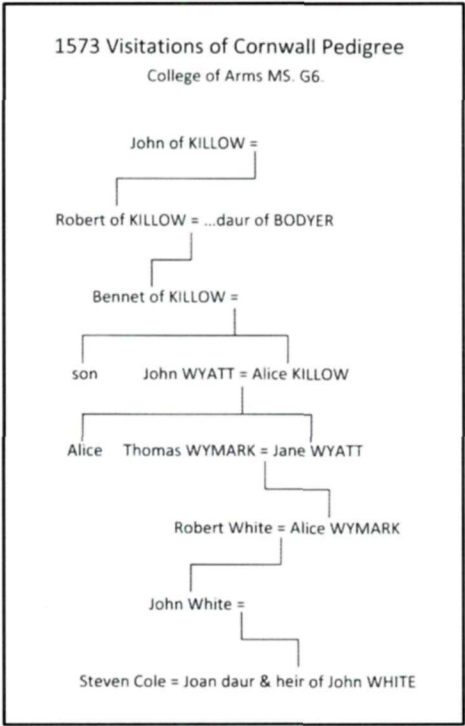 1573 Visitations of Cornwall Pedigree
College of Arms MS. G6.
John of KILLOW =
Robert of KILLOW = ...daur of BODYER
Bennet of KILLOW =
son John WYATT = Alice KILLOW
Alice Thomas WYMARK = Jane WYATT
Robert White = Alice WYMARK
John White =
Steven Cole = Joan daur & heir of John WHITE